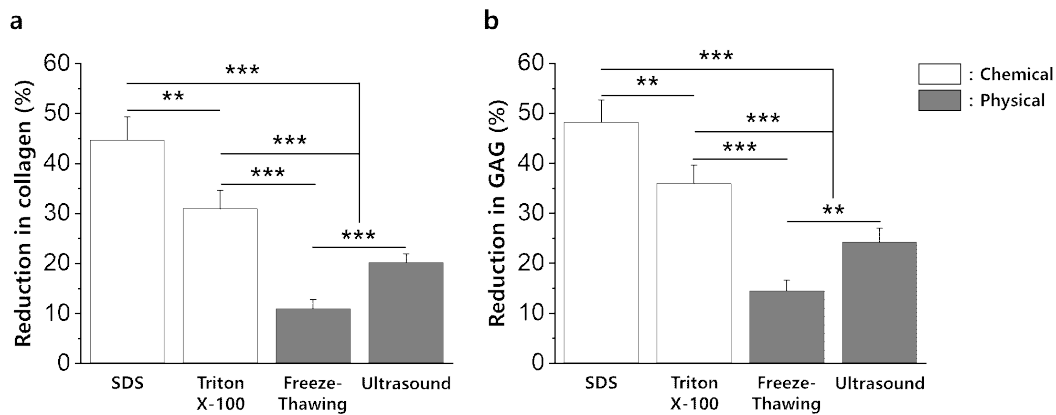 a
Reduction in collagen (%)
60
50
40
30
20
10
0
***
**
***
***
***
SDS
Triton
X-100
Freeze-
Thawing
Ultrasound
b
Reduction in GAG (%)
60
50
40
30
20
10
0
***
**
***
***
**
SDS
Triton
X-100
Freeze-
Thawing
Ultrasound
: Chemical
: Physical